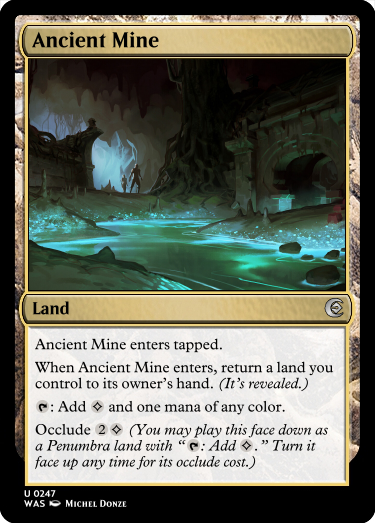 Ancient Mine
Land
Ancient Mine enters tapped.
When Ancient Mine enters, return a land you
control to its owner's hand. (It's revealed.)
: Add and one mana of any color.
Occlude 2 (You may play this face down as
a Penumbra land with “: Add .” Turn it
face up any time for its occlude cost.)
U 0247
WAS Michel Donze